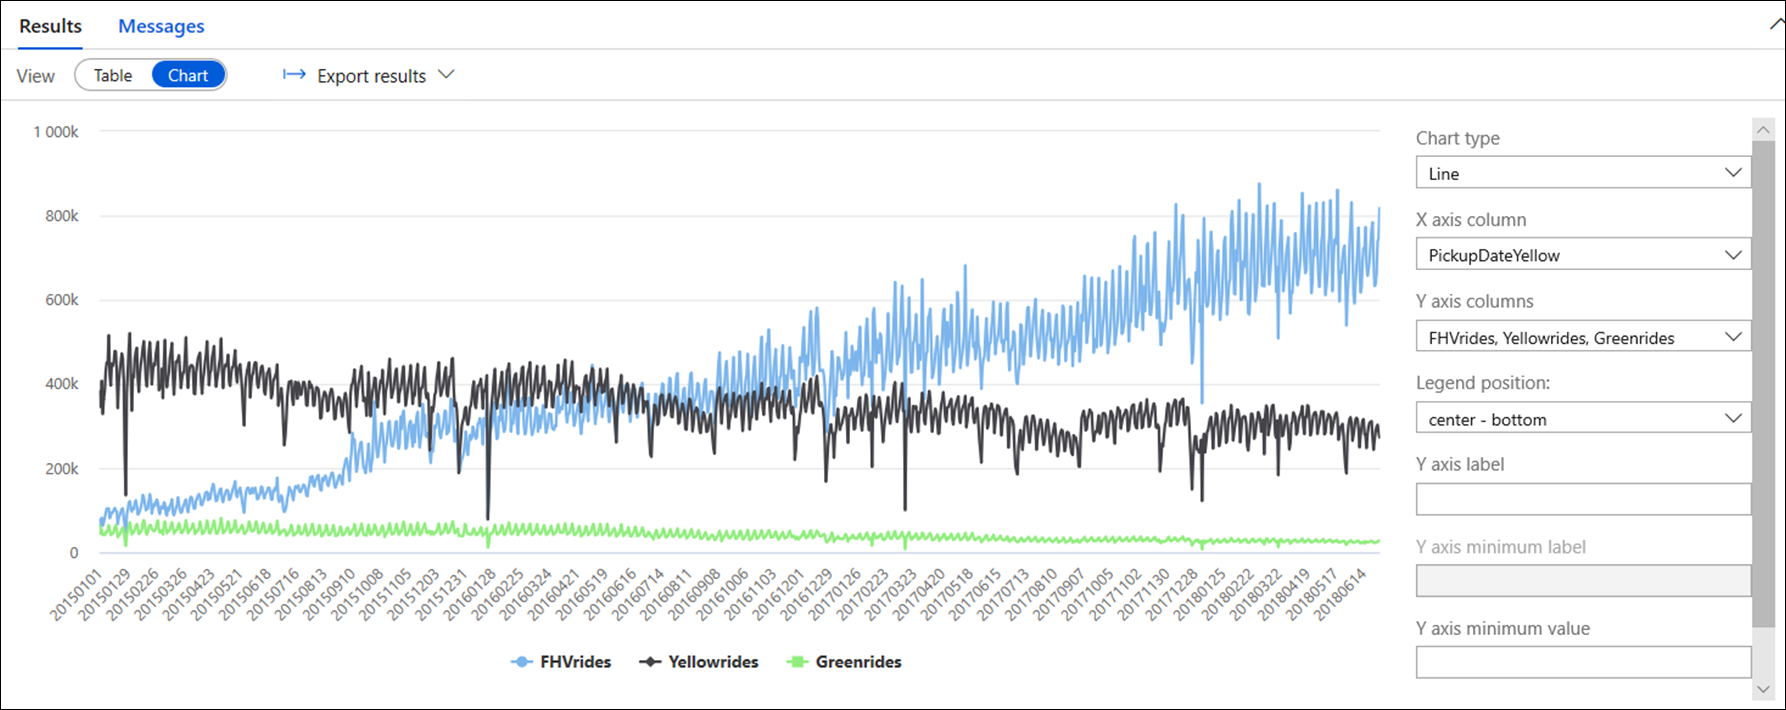 Results Messages
View Table Chart Export results
1 000k
800k
600k
400k
200k
0
20150101 20150129 20150226 20150326 20150423 20150521 20150618 20150716 20150813 20150910 20151008 20151105 20151203 20151231 20160128 20160225 20160324 20160421 20160519 20160616 20160714 20160811 20160908 20161006 20161103 20161201 20161229 20170126 20170223 20170323 20170420 20170518 20170615 20170713 20170810 20170907 20171005 20171102 20171130 20171228 20180125 20180222 20180322 20180419 20180517 20180614
FHVrides Yellowrides Greenrides
Chart type
Line
X axis column
PickupDateYellow
Y axis columns
FHVrides, Yellowrides, Greenrides
Legend position:
center - bottom
Y axis label
Y axis minimum label
Y axis minimum value